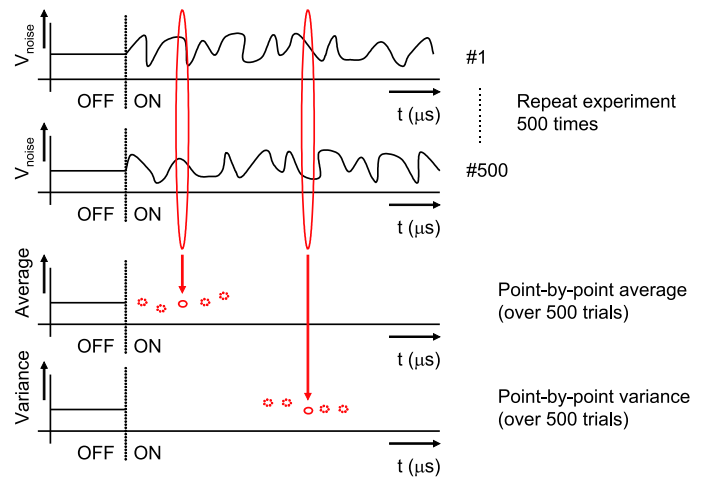 V_noise
#1
OFF ON
t (μs)
Repeat experiment
500 times
V_noise
#500
OFF ON
t (μs)
Average
Point-by-point average
(over 500 trials)
OFF ON
t (μs)
Variance
Point-by-point variance
(over 500 trials)
OFF ON
t (μs)